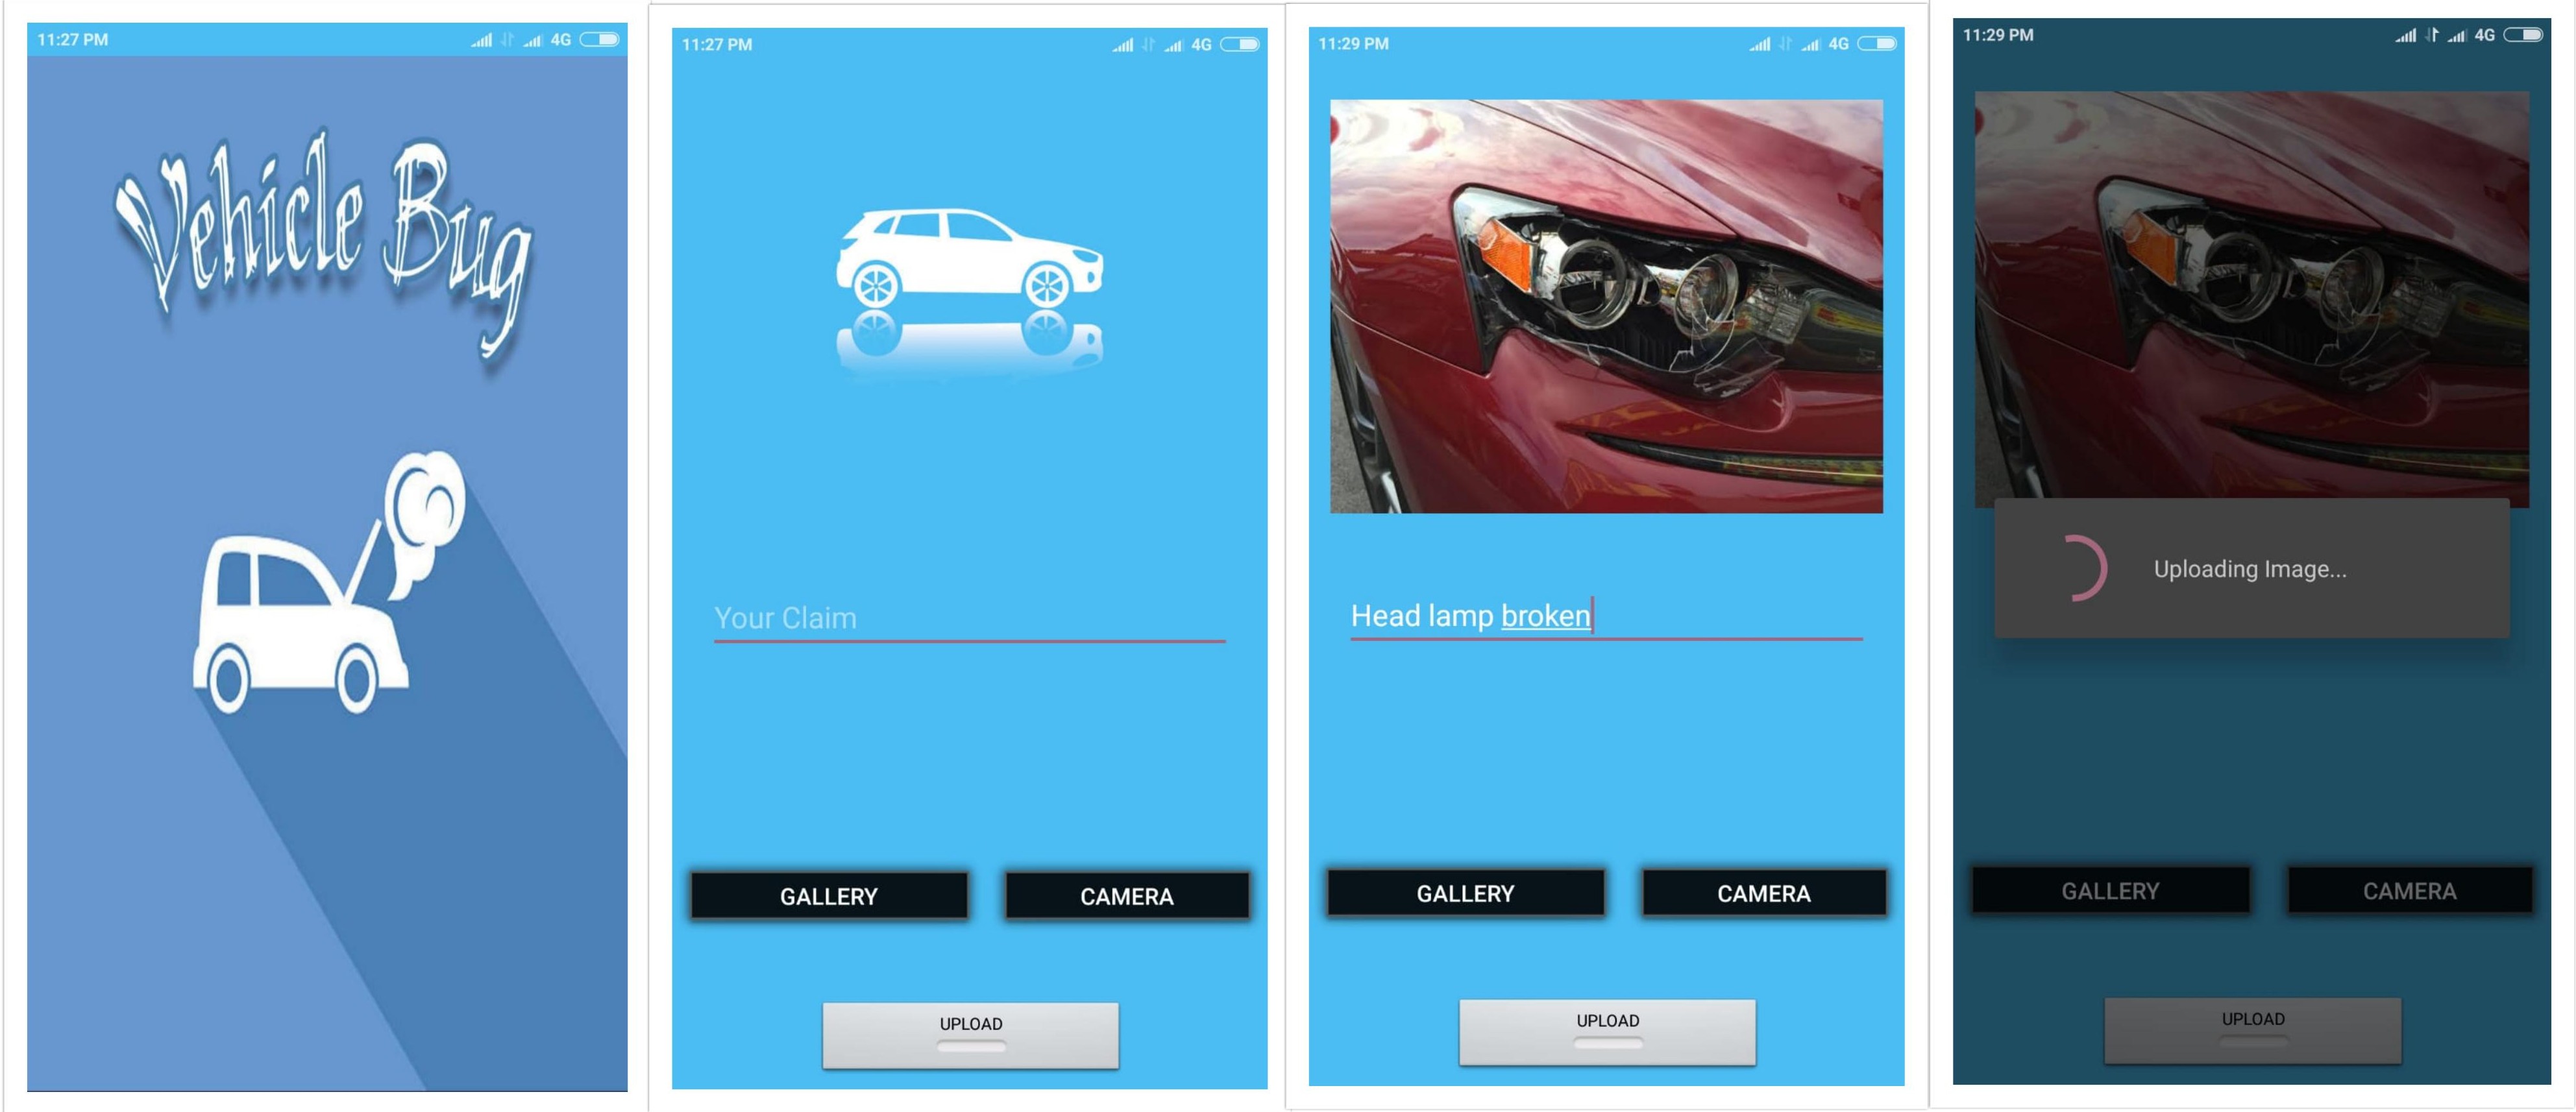 11:27 PM 4G
Vehicle Bug
11:27 PM 4G
Your Claim
GALLERY CAMERA
UPLOAD
11:29 PM 4G
Head lamp broken
GALLERY CAMERA
UPLOAD
11:29 PM 4G
Uploading Image...
GALLERY CAMERA
UPLOAD